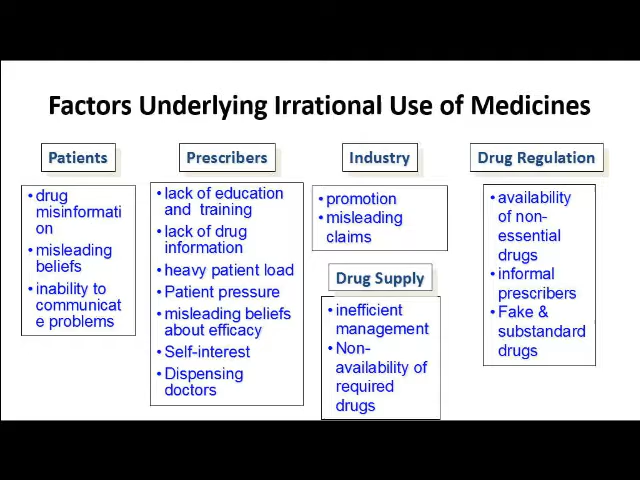 Factors Underlying Irrational Use of Medicines
Patients
• drug
misinformati
on
• misleading
beliefs
• inability to
communicat
e problems
Prescribers
• lack of education
and training
• lack of drug
information
• heavy patient load
• Patient pressure
• misleading beliefs
about efficacy
• Self-interest
• Dispensing
doctors
Industry
• promotion
• misleading
claims
Drug Supply
• inefficient
management
• Non-
availability of
required
drugs
Drug Regulation
• availability
of non-
essential
drugs
• informal
prescribers
• Fake &
substandard
drugs